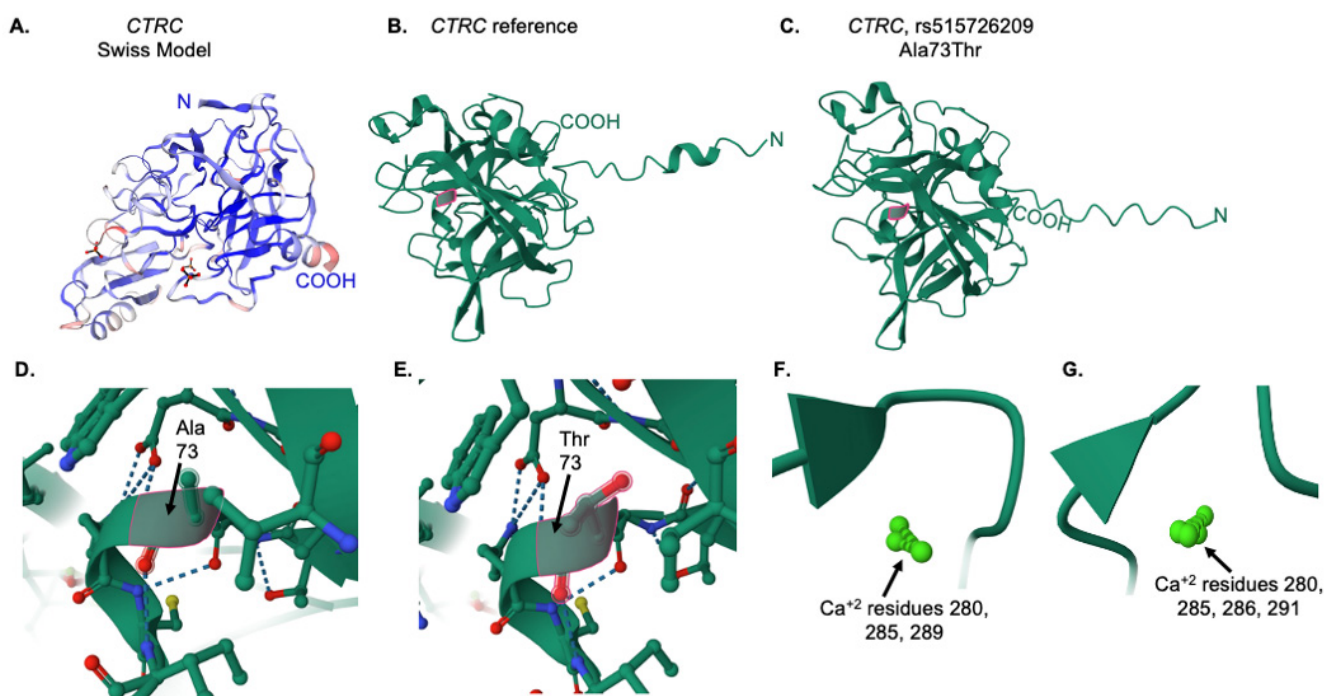 A.
CTRC
Swiss Model
B.
CTRC reference
C.
CTRC, rs515726209
Ala73Thr
N
COOH
COOH
N
COOH
N
D.
Ala
73
E.
Thr
73
F.
Ca+2 residues 280,
285, 289
G.
Ca+2 residues 280,
285, 286, 291